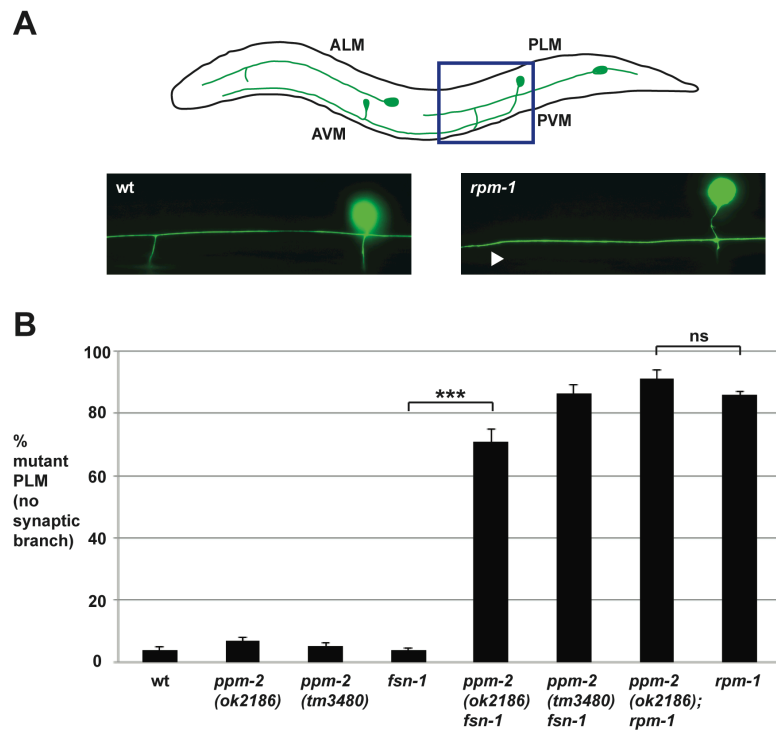 A
ALM
PLM
AVM
PVM
wt
rpm-1
B
100
80
60
40
20
0
%
mutant
PLM
(no
synaptic
branch)
***
ns
wt
ppm-2
(ok2186)
ppm-2
(tm3480)
fsn-1
ppm-2
(ok2186)
fsn-1
ppm-2
(tm3480)
fsn-1
ppm-2
(ok2186);
rpm-1
rpm-1